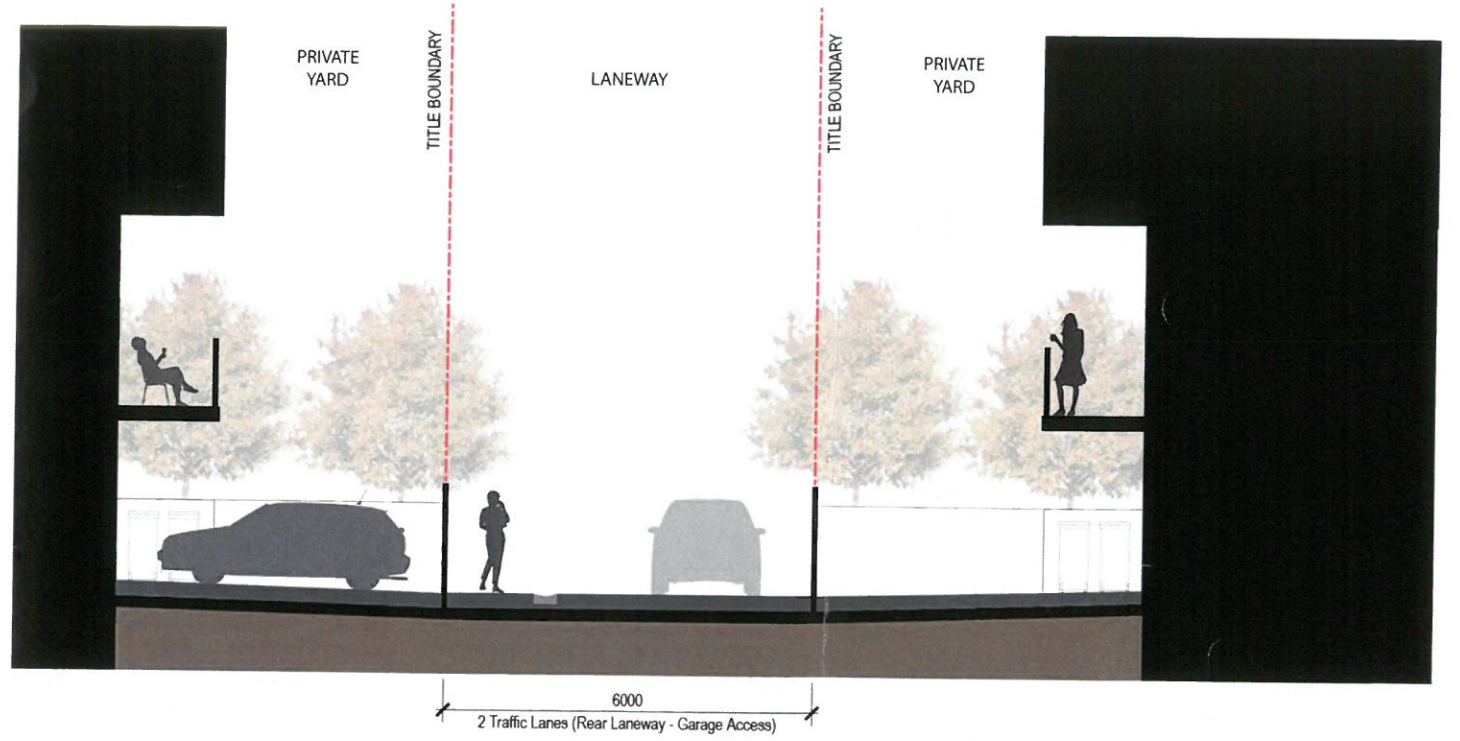 PRIVATE
YARD
TITLE BOUNDARY
LANEWAY
TITLE BOUNDARY
PRIVATE
YARD
6000
2 Traffic Lanes (Rear Laneway - Garage Access)